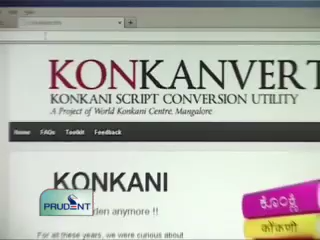 KONKANVERT
KONKANI SCRIPT CONVERSION UTILITY
A Project of World Konkani Centre, Mangalore
Home FAQs Toolkit Feedback
KONKANI
PRUDENT
anymore !!
For all these years, we were curious about
ಕೊಂಕ್ಣಿ
कोंकणी